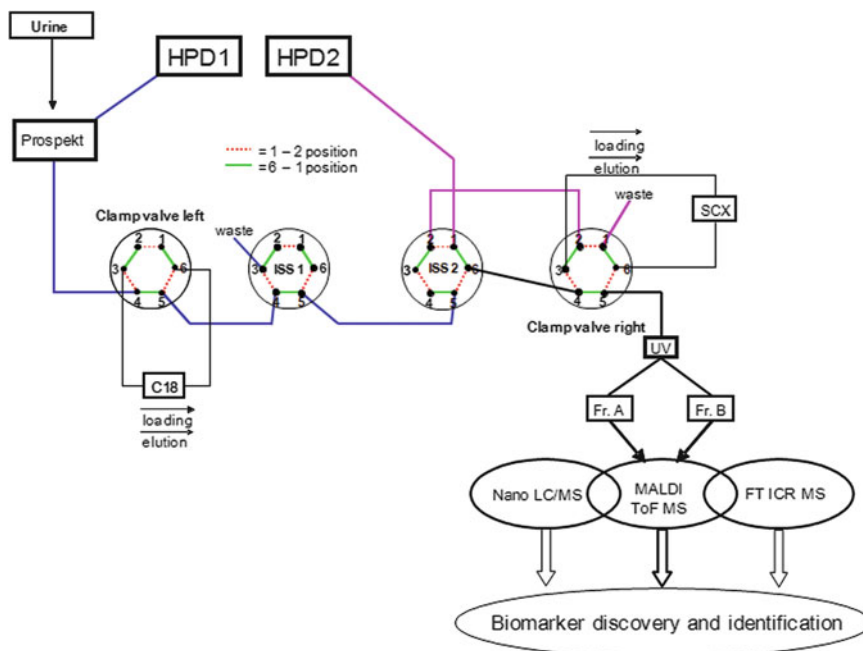 Urine
HPD1
HPD2
Prospekt
= 1 – 2 position
= 6 – 1 position
loading
elution
waste
SCX
Clamp valve left
waste
2 1
3 6
4 5
2 1
3 ISS 1 6
4 5
2 1
3 ISS 2 6
4 5
2 1
3 6
4 5
Clamp valve right
C18
loading
elution
UV
Fr. A
Fr. B
Nano LC/MS
MALDI
ToF MS
FT ICR MS
Biomarker discovery and identification